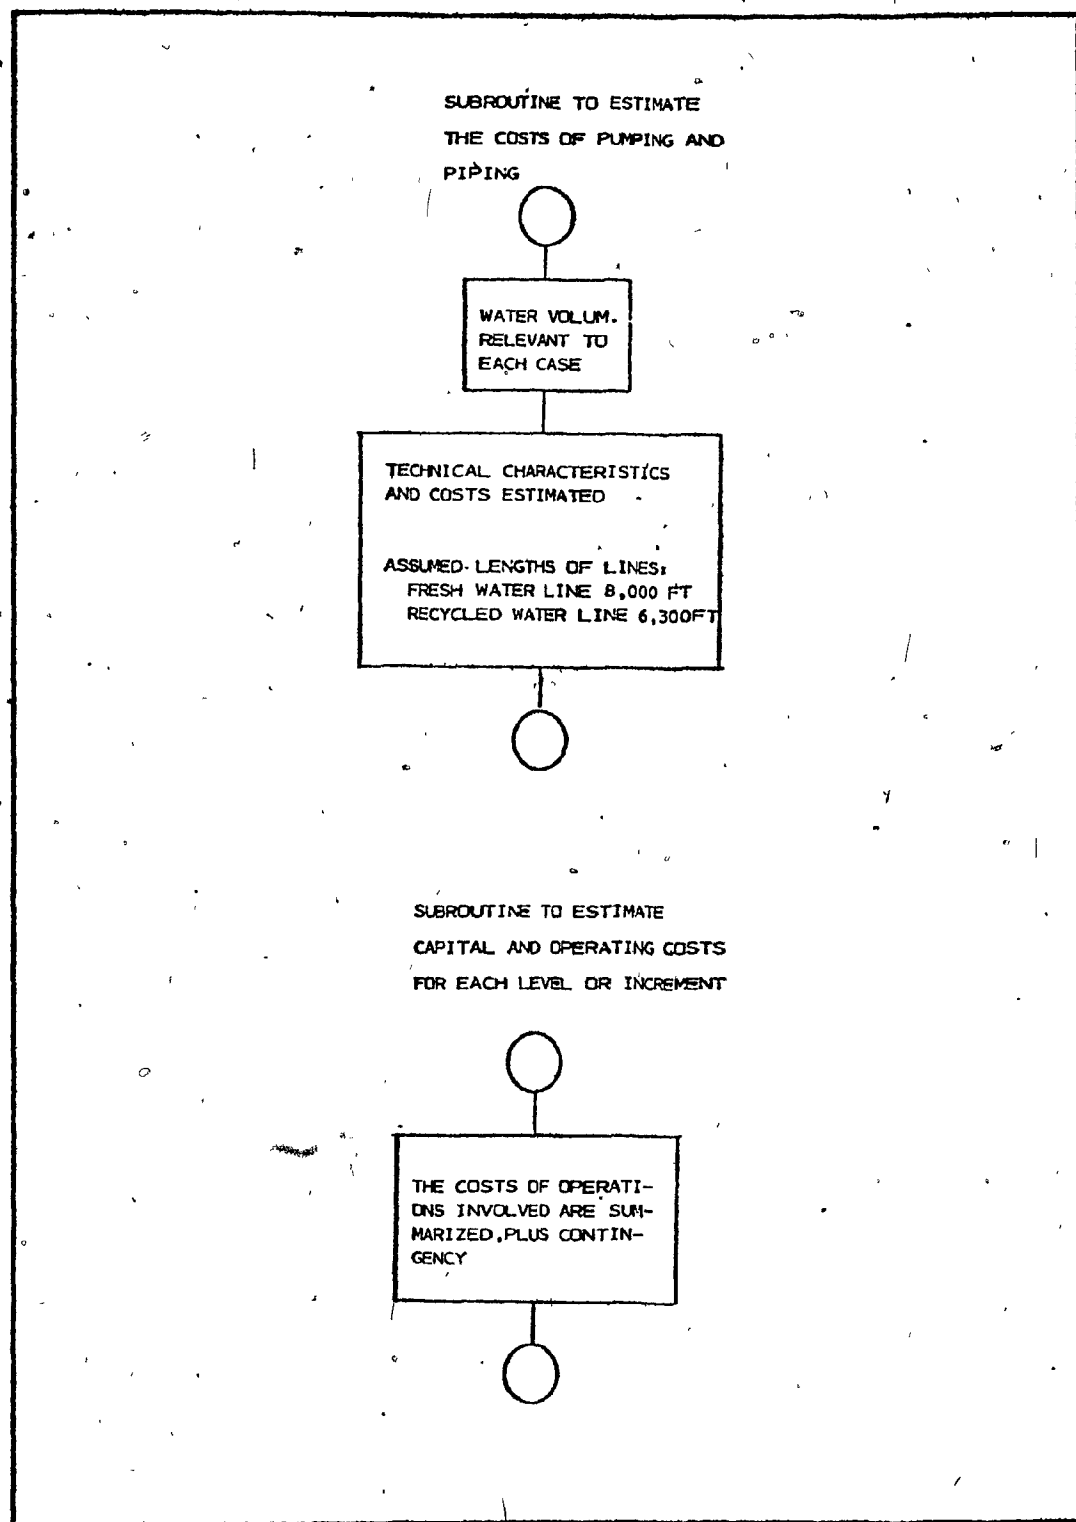 SUBROUTINE TO ESTIMATE
THE COSTS OF PUMPING AND
PIPING
WATER VOLUM.
RELEVANT TO
EACH CASE
TECHNICAL CHARACTERISTICS
AND COSTS ESTIMATED
ASSUMED LENGTHS OF LINES:
FRESH WATER LINE 8,000 FT
RECYCLED WATER LINE 6,300FT
SUBROUTINE TO ESTIMATE
CAPITAL AND OPERATING COSTS
FOR EACH LEVEL OR INCREMENT
THE COSTS OF OPERATI-
ONS INVOLVED ARE SUM-
MARIZED,PLUS CONTIN-
GENCY